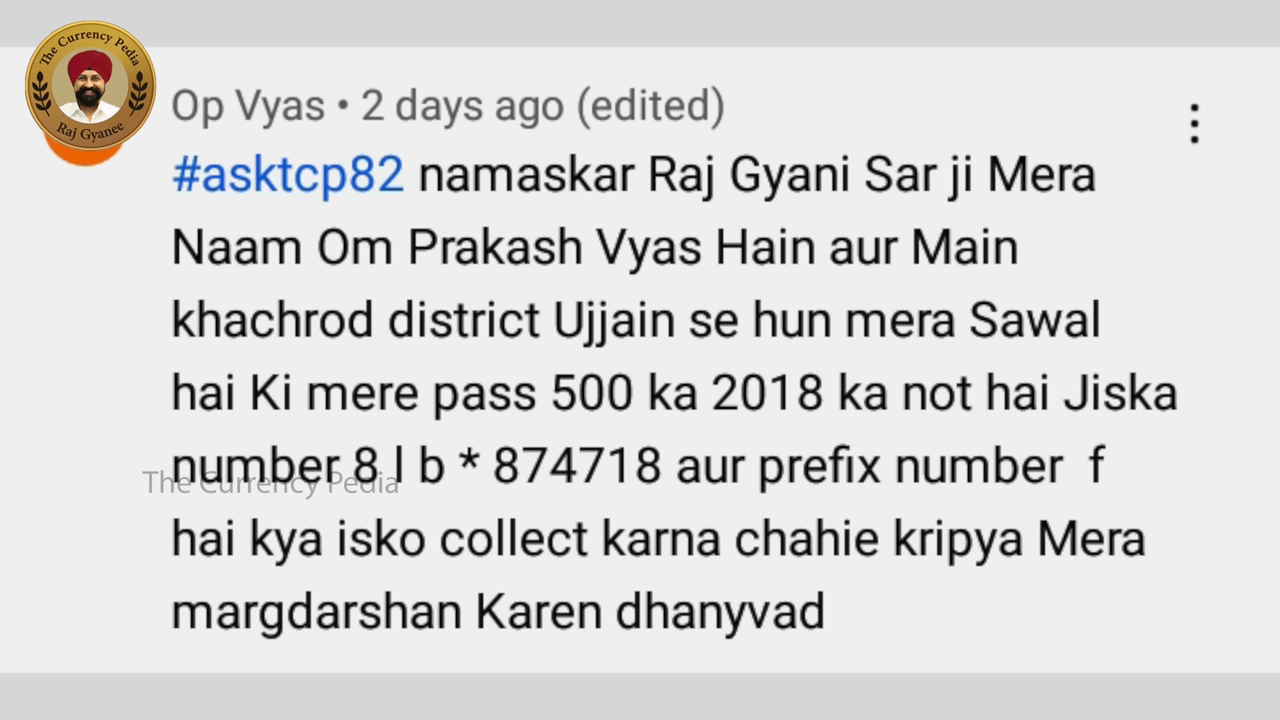 The Currency Pedia
Raj Gyanee
Op Vyas • 2 days ago (edited)
#asktcp82 namaskar Raj Gyani Sar ji Mera
Naam Om Prakash Vyas Hain aur Main
khachrod district Ujjain se hun mera Sawal
hai Ki mere pass 500 ka 2018 ka not hai Jiska
number 8 l b * 874718 aur prefix number f
The Currency Pedia
hai kya isko collect karna chahie kripya Mera
margdarshan Karen dhanyvad